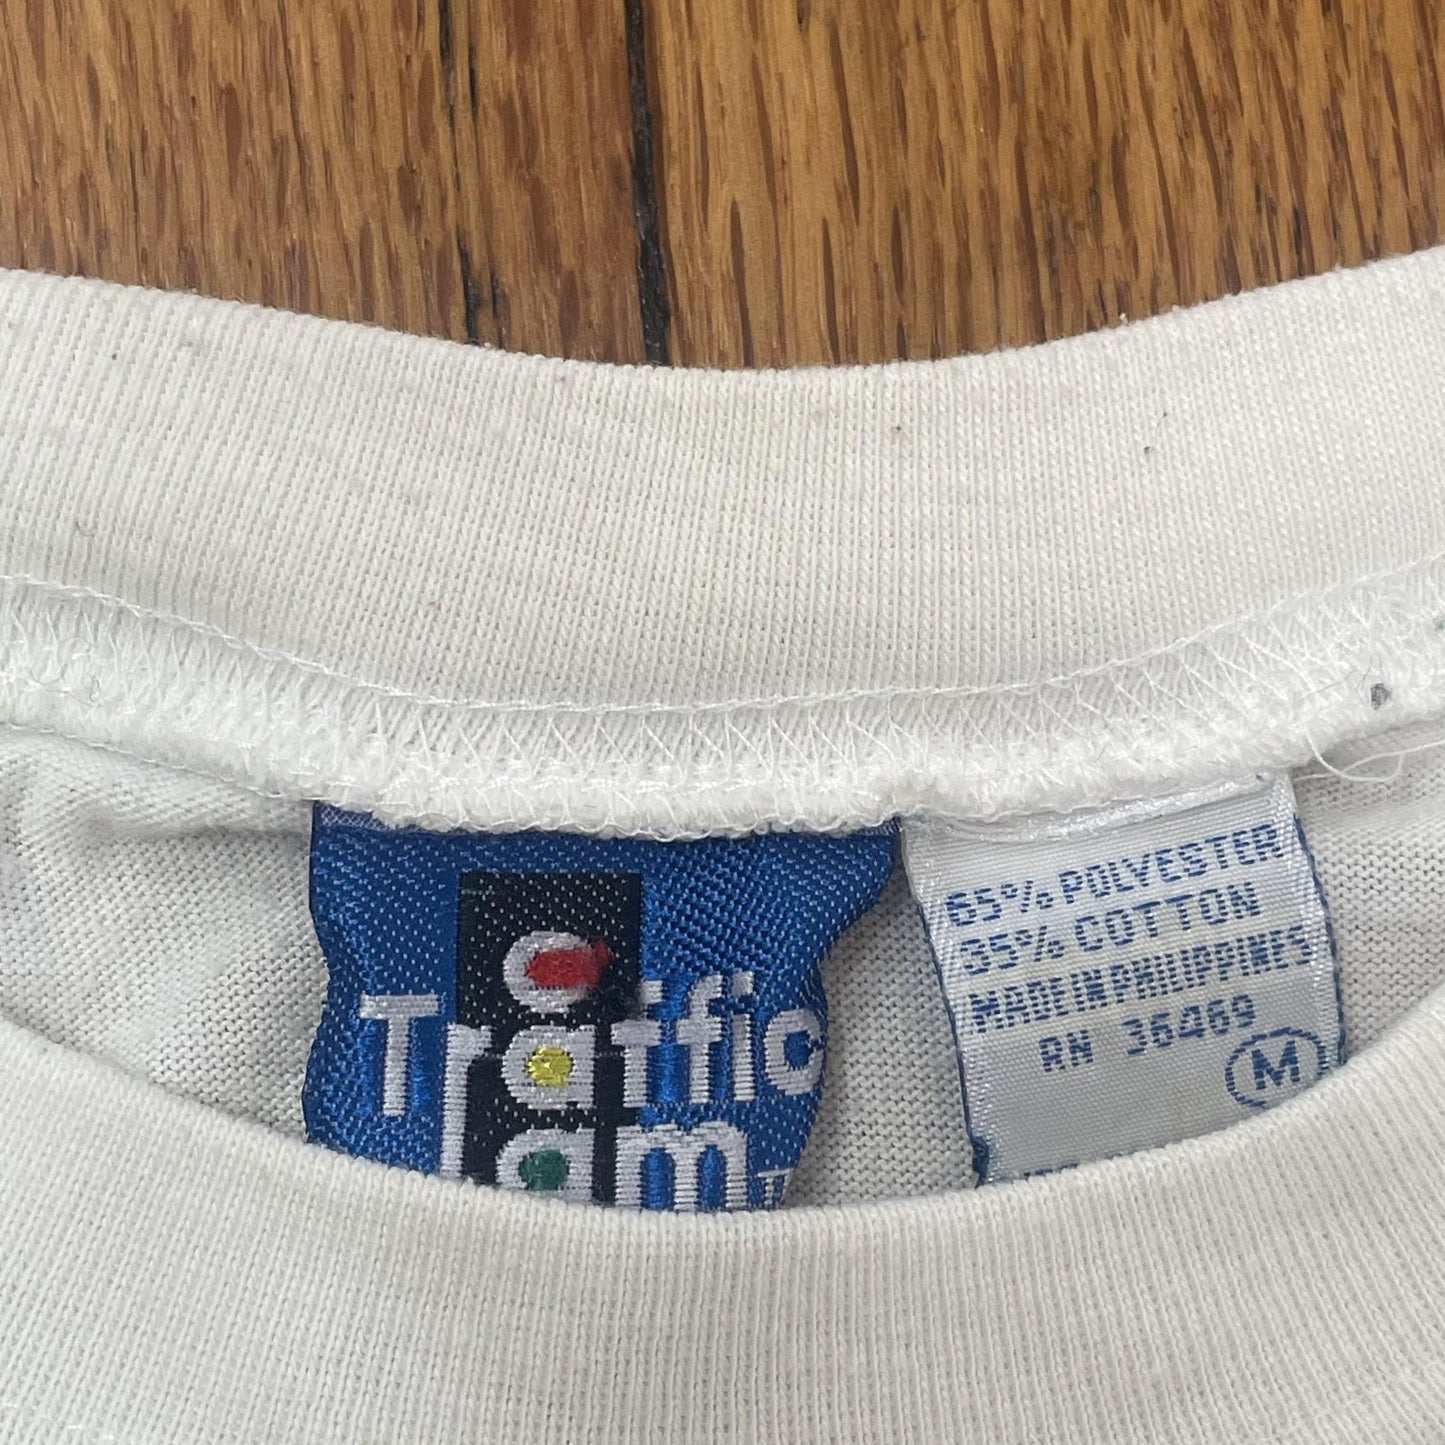 Traffic
Jam
65% POLYESTER
35% COTTON
MADE IN PHILIPPINES
RN 36469
M